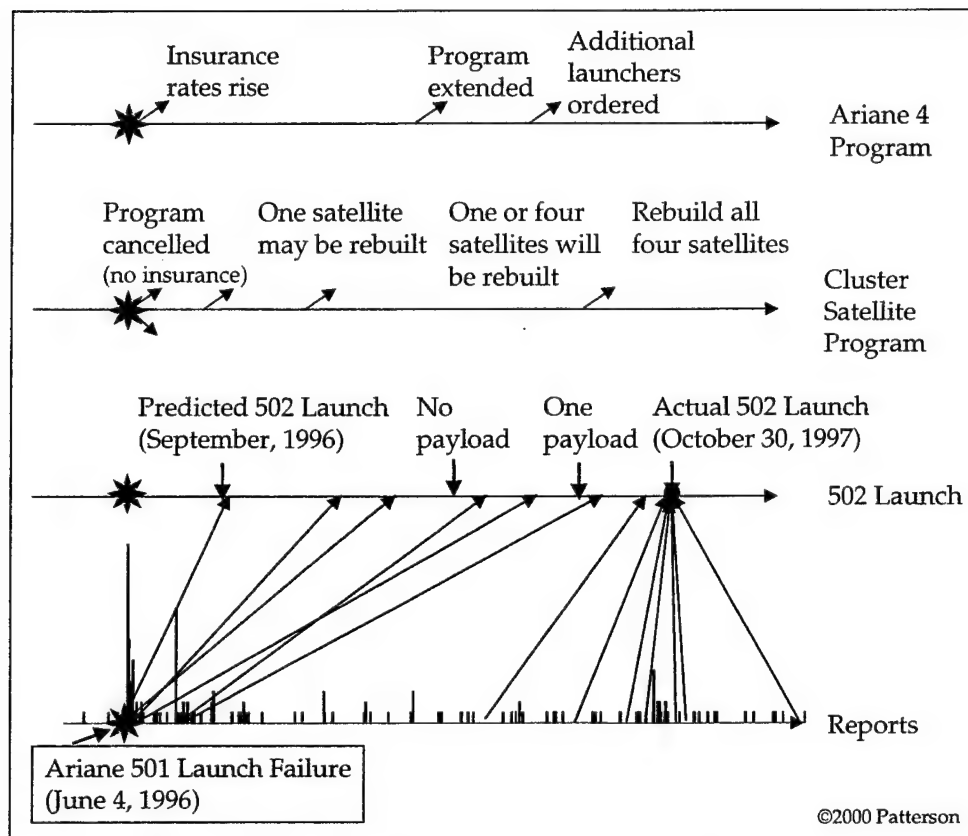 Insurance
rates rise
Program
extended
Additional
launchers
ordered
Ariane 4
Program
Program
cancelled
(no insurance)
One satellite
may be rebuilt
One or four
satellites will
be rebuilt
Rebuild all
four satellites
Cluster
Satellite
Program
Predicted 502 Launch
(September, 1996)
No
payload
One
payload
Actual 502 Launch
(October 30, 1997)
502 Launch
Reports
Ariane 501 Launch Failure
(June 4, 1996)
©2000 Patterson